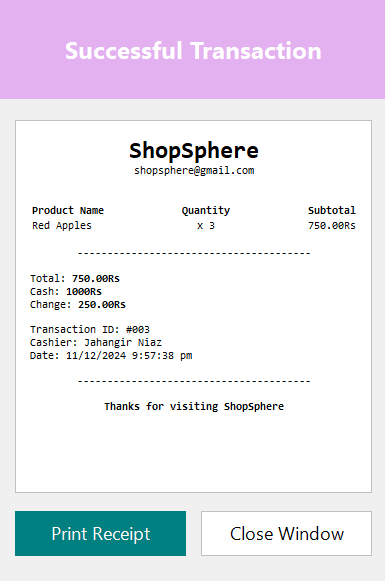 Successful Transaction
ShopSphere
shopsphere@gmail.com
Product Name Quantity Subtotal
Red Apples x 3 750.00Rs
---------------------------------------
Total: 750.00Rs
Cash: 1000Rs
Change: 250.00Rs
Transaction ID: #003
Cashier: Jahangir Niaz
Date: 11/12/2024 9:57:38 pm
---------------------------------------
Thanks for visiting ShopSphere
Print Receipt Close Window